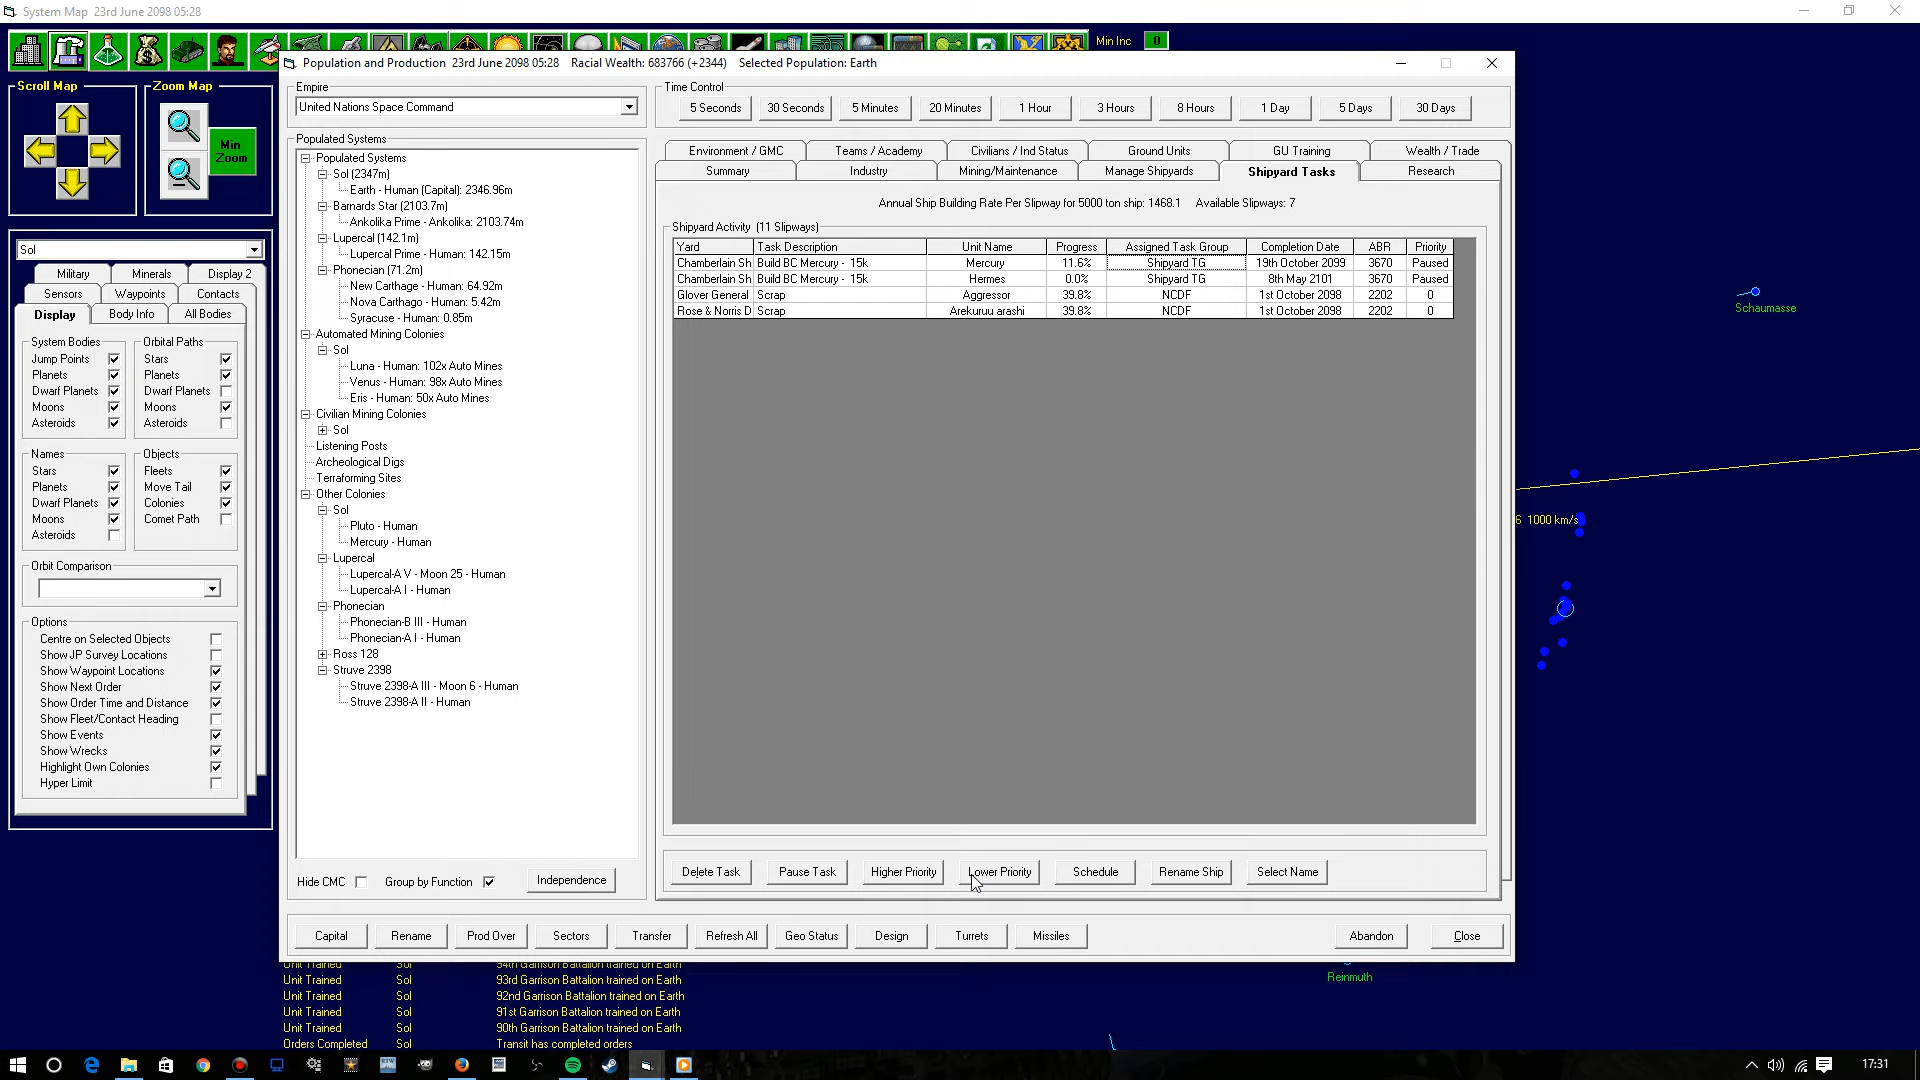 System Map 23rd June 2098 05:28
Min Inc 0
Scroll Map
Zoom Map
Min Zoom
Sol
Military Minerals Display 2
Sensors Waypoints Contacts
Display Body Info All Bodies
System Bodies
Jump Points
Planets
Dwarf Planets
Moons
Asteroids
Orbital Paths
Stars
Planets
Dwarf Planets
Moons
Asteroids
Names
Stars
Planets
Dwarf Planets
Moons
Asteroids
Objects
Fleets
Move Tail
Colonies
Comet Path
Orbit Comparison
Options
Centre on Selected Objects
Show JP Survey Locations
Show Waypoint Locations
Show Next Order
Show Order Time and Distance
Show Fleet/Contact Heading
Show Events
Show Wrecks
Highlight Own Colonies
Hyper Limit
Population and Production 23rd June 2098 05:28 Racial Wealth: 683766 (+2344) Selected Population: Earth
Empire
United Nations Space Command
Populated Systems
Populated Systems
Sol (2347m)
Earth - Human (Capital): 2346.96m
Barnards Star (2103.7m)
Ankolika Prime - Ankolika: 2103.74m
Lupercal (142.1m)
Lupercal Prime - Human: 142.15m
Phonecian (71.2m)
New Carthage - Human: 64.92m
Nova Carthago - Human: 5.42m
Syracuse - Human: 0.85m
Automated Mining Colonies
Sol
Luna - Human: 102x Auto Mines
Venus - Human: 98x Auto Mines
Eris - Human: 50x Auto Mines
Civilian Mining Colonies
Sol
Listening Posts
Archeological Digs
Terraforming Sites
Other Colonies
Sol
Pluto - Human
Mercury - Human
Lupercal
Lupercal-A V - Moon 25 - Human
Lupercal-A I - Human
Phonecian
Phonecian-B III - Human
Phonecian-A I - Human
Ross 128
Struve 2398
Struve 2398-A III - Moon 6 - Human
Struve 2398-A II - Human
Hide CMC Group by Function Independence
Time Control
5 Seconds 30 Seconds 5 Minutes 20 Minutes 1 Hour 3 Hours 8 Hours 1 Day 5 Days 30 Days
Environment / GMC Teams / Academy Civilians / Ind Status Ground Units GU Training Wealth / Trade
Summary Industry Mining/Maintenance Manage Shipyards Shipyard Tasks Research
Annual Ship Building Rate Per Slipway for 5000 ton ship: 1468.1 Available Slipways: 7
Shipyard Activity (11 Slipways)
Yard Task Description Unit Name Progress Assigned Task Group Completion Date ABR Priority
Chamberlain Sh Build BC Mercury - 15k Mercury 11.6% Shipyard TG 19th October 2099 3670 Paused
Chamberlain Sh Build BC Mercury - 15k Hermes 0.0% Shipyard TG 8th May 2101 3670 Paused
Glover General Scrap Aggressor 39.8% NCDF 1st October 2098 2202 0
Rose & Norris D Scrap Arekuruu arashi 39.8% NCDF 1st October 2098 2202 0
Delete Task Pause Task Higher Priority Lower Priority Schedule Rename Ship Select Name
Capital Rename Prod Over Sectors Transfer Refresh All Geo Status Design Turrets Missiles Abandon Close
Schaumasse
6 1000 km/s
Reinmuth
Unit Trained Sol 94th Garrison Battalion trained on Earth
Unit Trained Sol 93rd Garrison Battalion trained on Earth
Unit Trained Sol 92nd Garrison Battalion trained on Earth
Unit Trained Sol 91st Garrison Battalion trained on Earth
Unit Trained Sol 90th Garrison Battalion trained on Earth
Orders Completed Sol Transit has completed orders
17:31